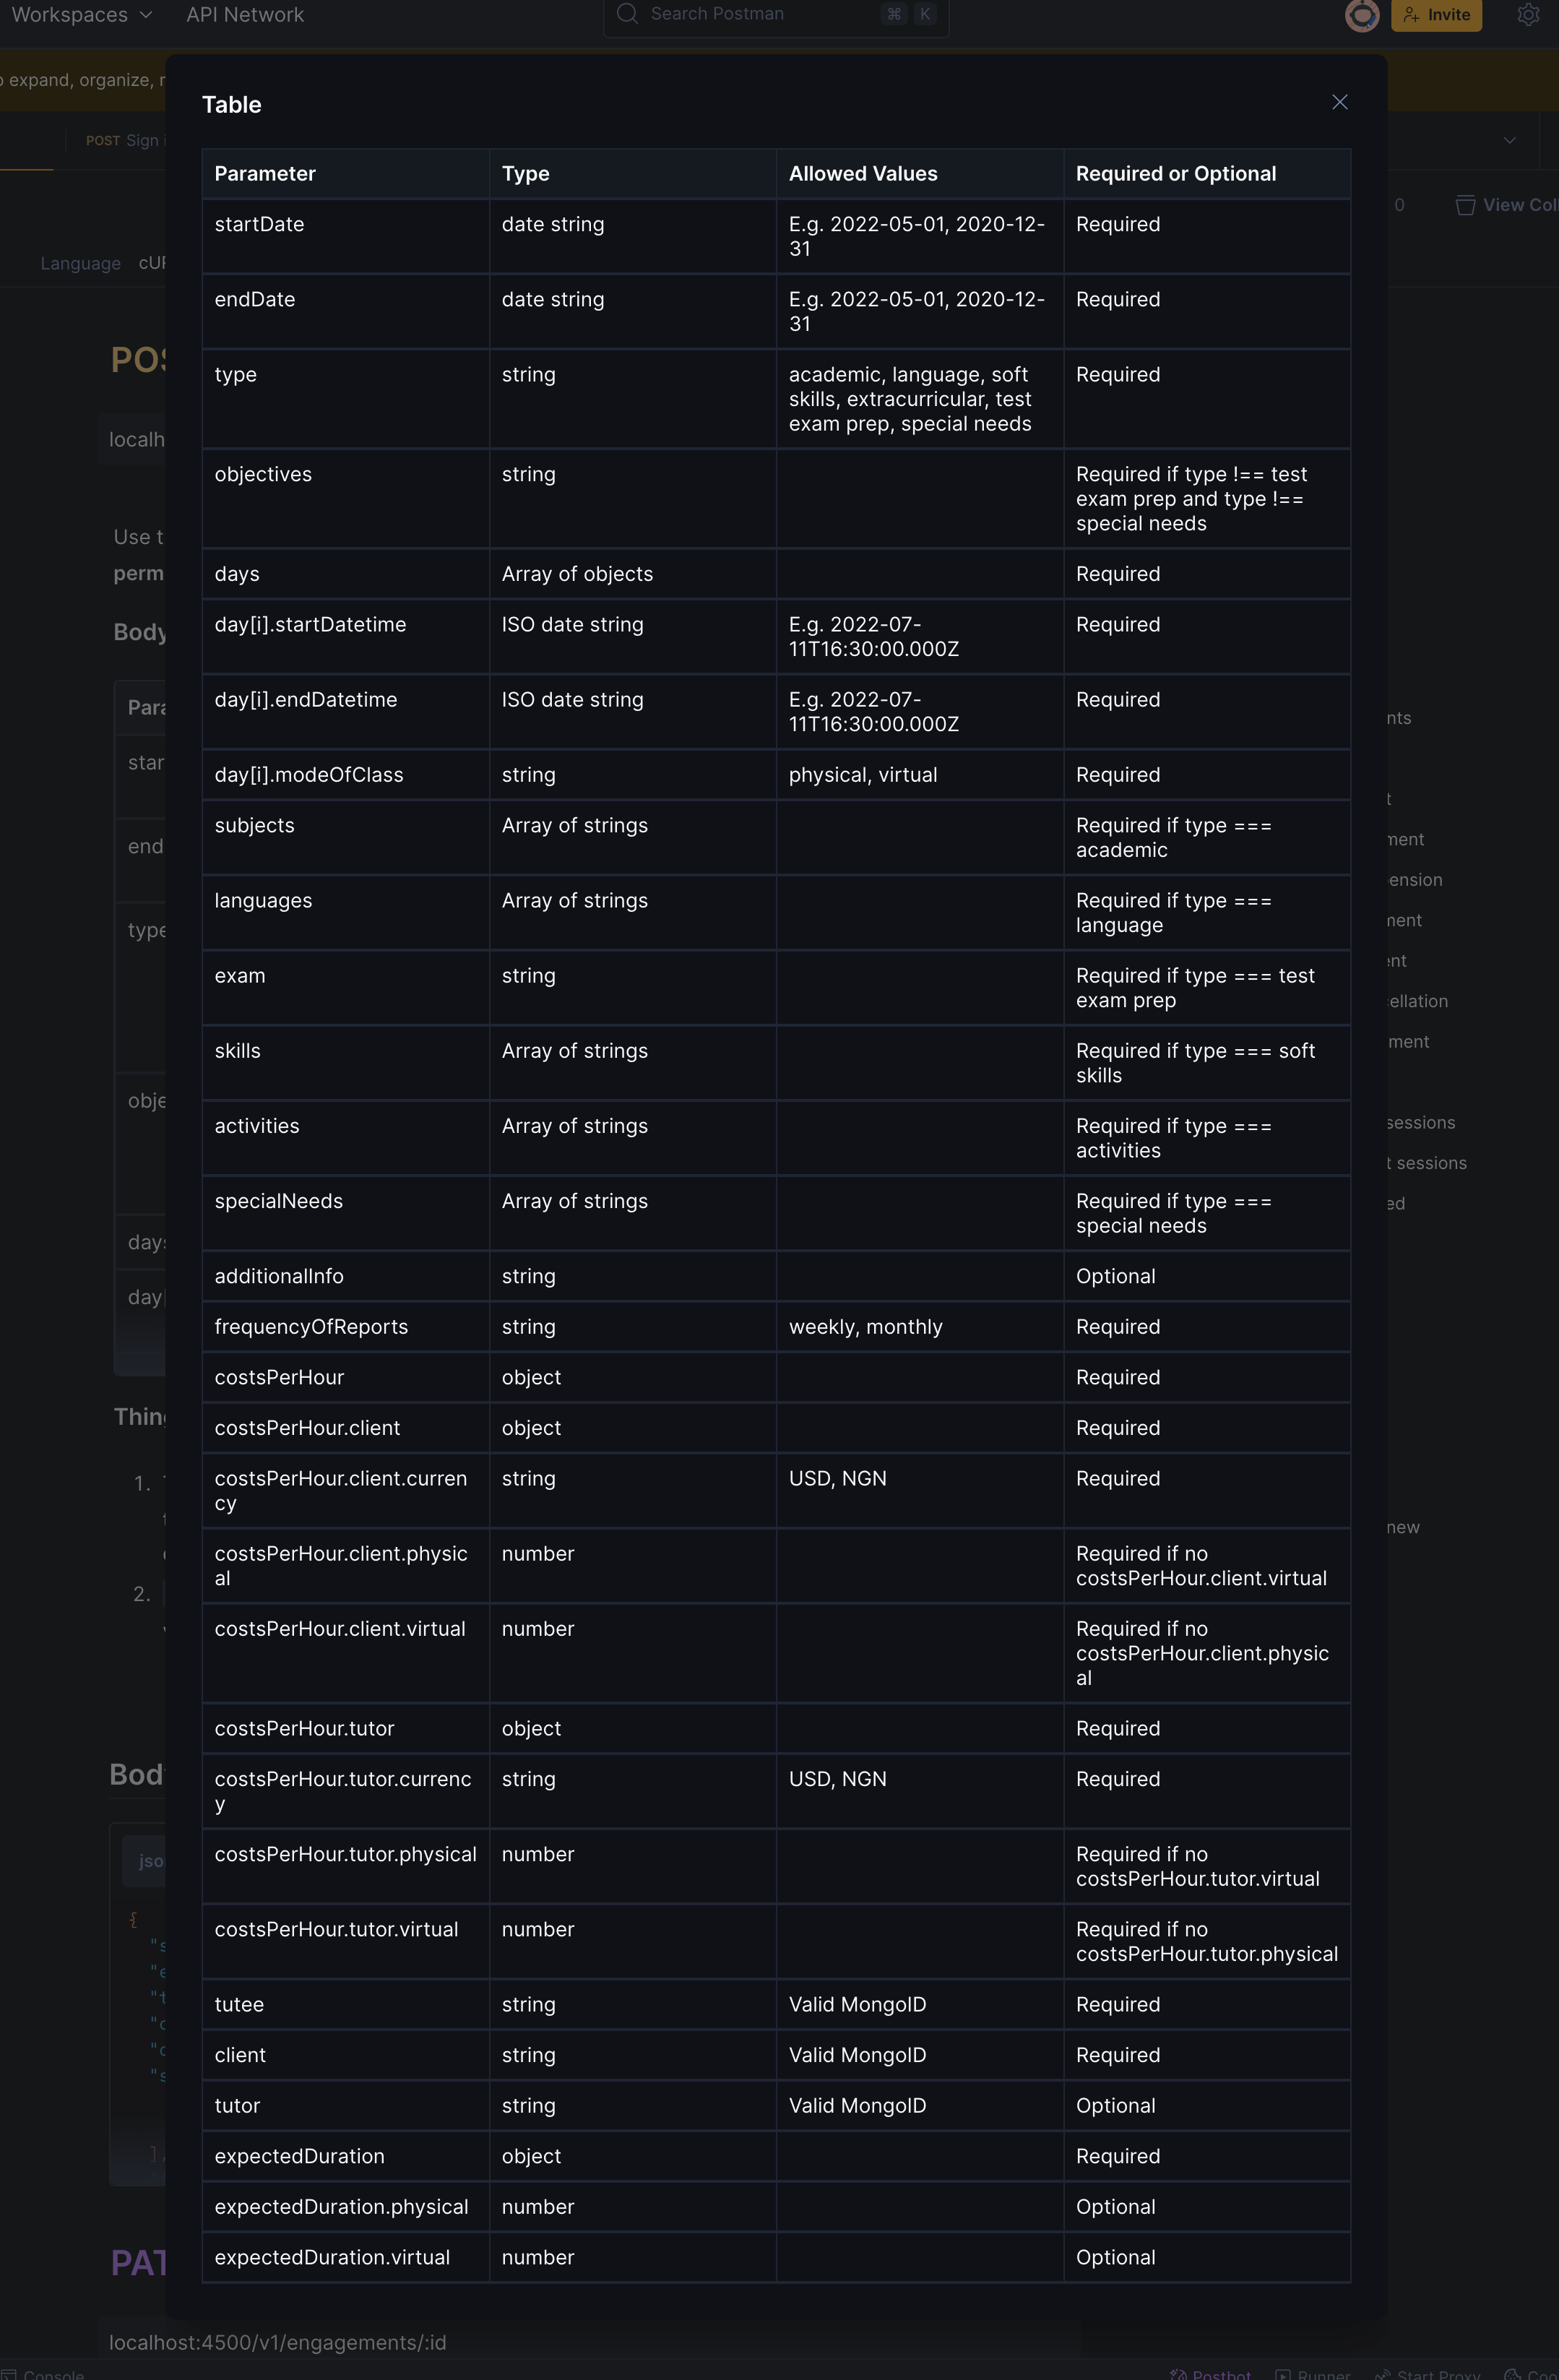 Workspaces
API Network
Search Postman
⌘ K
Invite
o expand, organize, r
POST Sign i
0
View Col
Language cUR
POS
localh
Use t
perm
Body
Para
star
end
type
obje
days
day[
Thing
1.
2.
Bod
jso
{
"s
"e
"t
"s
],
PAT
Table
Parameter Type Allowed Values Required or Optional
startDate date string E.g. 2022-05-01, 2020-12- Required
31
endDate date string E.g. 2022-05-01, 2020-12- Required
31
type string academic, language, soft Required
skills, extracurricular, test
exam prep, special needs
objectives string Required if type !== test
exam prep and type !==
special needs
days Array of objects Required
day[i].startDatetime ISO date string E.g. 2022-07- Required
11T16:30:00.000Z
day[i].endDatetime ISO date string E.g. 2022-07- Required
11T16:30:00.000Z
day[i].modeOfClass string physical, virtual Required
subjects Array of strings Required if type ===
academic
languages Array of strings Required if type ===
language
exam string Required if type === test
exam prep
skills Array of strings Required if type === soft
skills
activities Array of strings Required if type ===
activities
specialNeeds Array of strings Required if type ===
special needs
additionalInfo string Optional
frequencyOfReports string weekly, monthly Required
costsPerHour object Required
costsPerHour.client object Required
costsPerHour.client.curren string USD, NGN Required
cy
costsPerHour.client.physic number Required if no
al costsPerHour.client.virtual
costsPerHour.client.virtual number Required if no
costsPerHour.client.physic
al
costsPerHour.tutor object Required
costsPerHour.tutor.currenc string USD, NGN Required
y
costsPerHour.tutor.physical number Required if no
costsPerHour.tutor.virtual
costsPerHour.tutor.virtual number Required if no
costsPerHour.tutor.physical
tutee string Valid MongoID Required
client string Valid MongoID Required
tutor string Valid MongoID Optional
expectedDuration object Required
expectedDuration.physical number Optional
expectedDuration.virtual number Optional
nts
t
ment
ension
ment
ent
ellation
ment
sessions
t sessions
ed
new
localhost:4500/v1/engagements/:id
Console
Postbot
Runner
Start Proxy
Coo